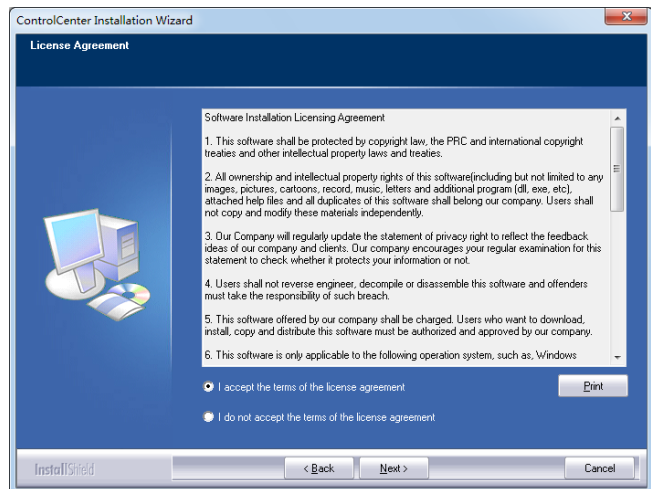 ControlCenter Installation Wizard
License Agreement
Software Installation Licensing Agreement
1. This software shall be protected by copyright law, the PRC and international copyright
treaties and other intellectual property laws and treaties.
2. All ownership and intellectual property rights of this software(including but not limited to any
images, pictures, cartoons, record, music, letters and additional program (dll, exe, etc),
attached help files and all duplicates of this software shall belong our company. Users shall
not copy and modify these materials independently.
3. Our Company will regularly update the statement of privacy right to reflect the feedback
ideas of our company and clients. Our company encourages your regular examination for this
statement to check whether it protects your information or not.
4. Users shall not reverse engineer, decompile or disassemble this software and offenders
must take the responsibility of such breach.
5. This software offered by our company shall be charged. Users who want to download,
install, copy and distribute this software must be authorized and approved by our company.
6. This software is only applicable to the following operation system, such as, Windows
I accept the terms of the license agreement
Print
I do not accept the terms of the license agreement
InstallShield
< Back
Next >
Cancel